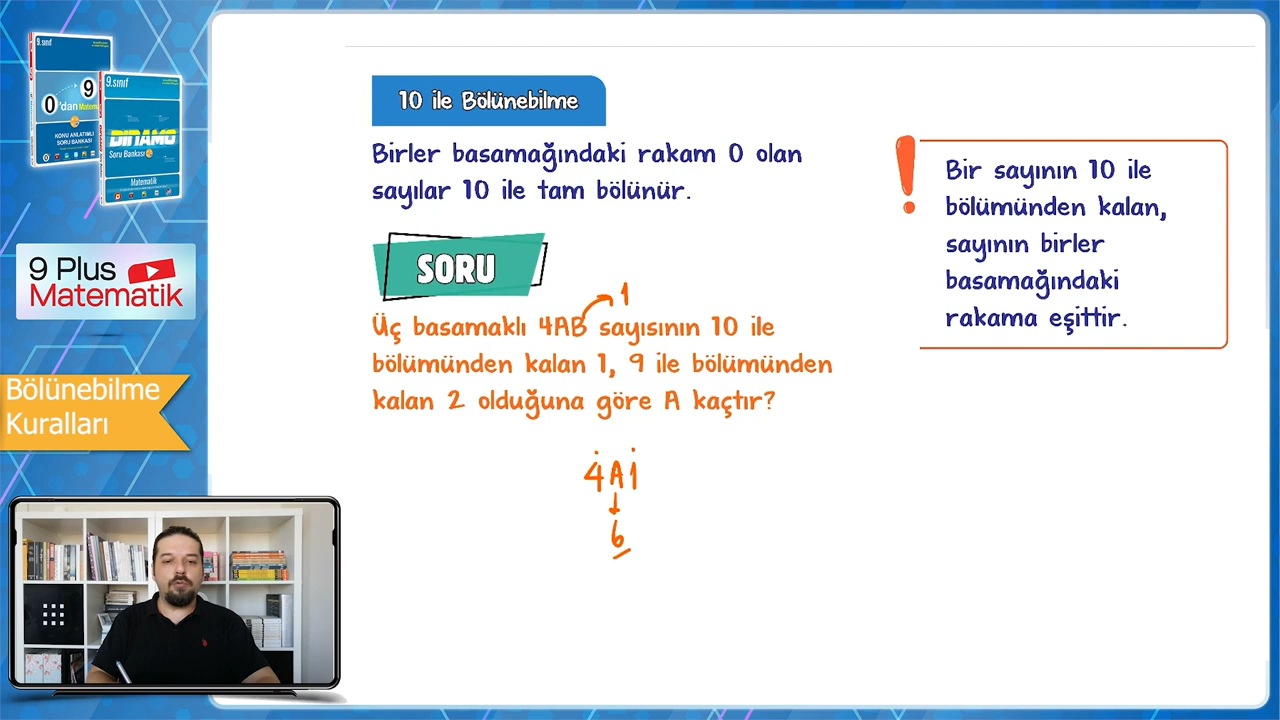 9.sınıf
0'dan 9
Matematik
KONU ANLATIMLI
SORU BANKASI
9.sınıf
DİNAMO
Soru Bankası
Matematik
9 Plus
Matematik
Bölünebilme
Kuralları
10 ile Bölünebilme
Birler basamağındaki rakam 0 olan
sayılar 10 ile tam bölünür.
SORU
1
Üç basamaklı 4AB sayısının 10 ile
bölümünden kalan 1, 9 ile bölümünden
kalan 2 olduğuna göre A kaçtır?
4A1
6
!
Bir sayının 10 ile
bölümünden kalan,
sayının birler
basamağındaki
rakama eşittir.